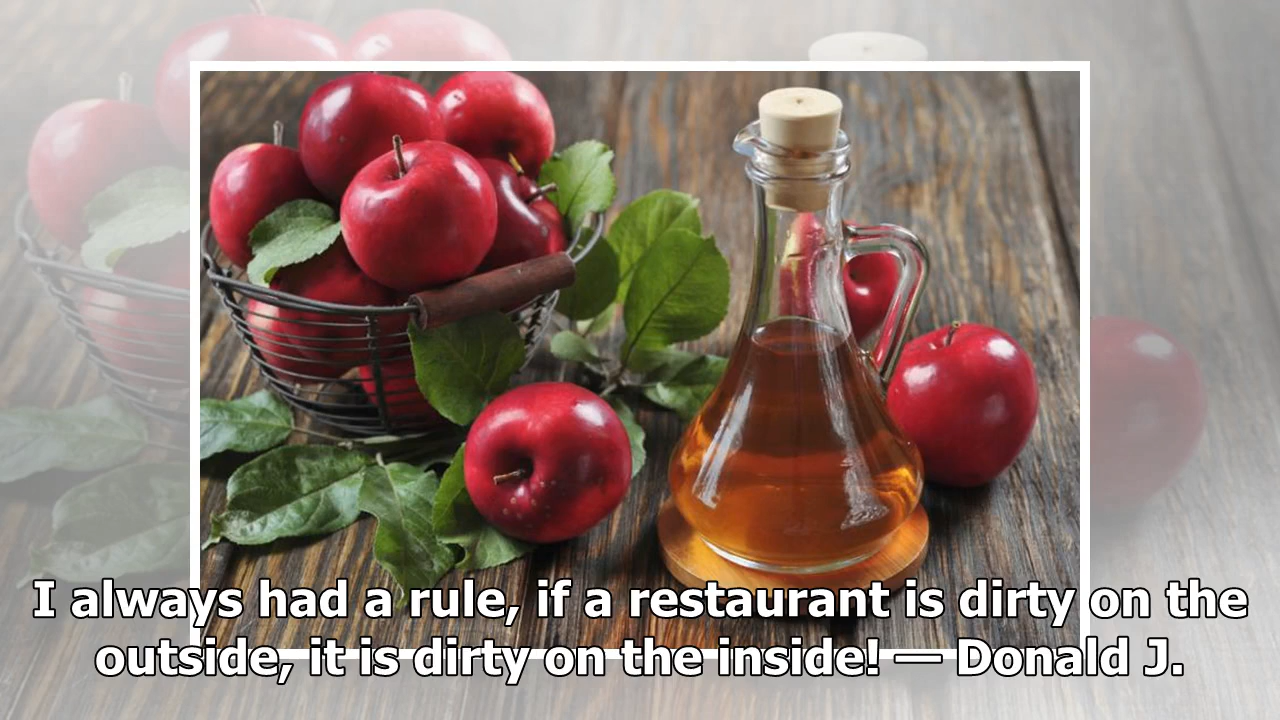 I always had a rule, if a restaurant is dirty on the
outside, it is dirty on the inside! — Donald J.